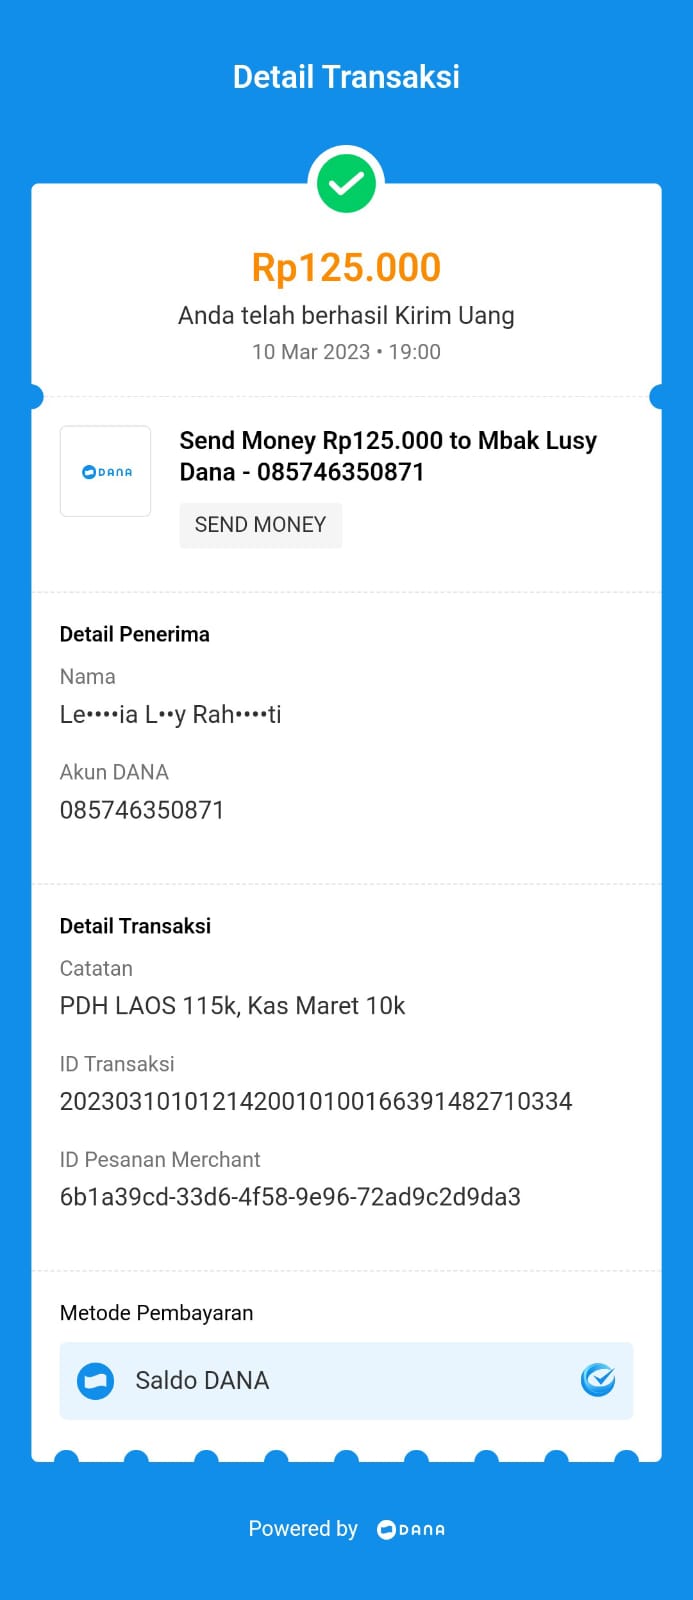 Detail Transaksi
Rp125.000
Anda telah berhasil Kirim Uang
10 Mar 2023 • 19:00
DANA
Send Money Rp125.000 to Mbak Lusy
Dana - 085746350871
SEND MONEY
Detail Penerima
Nama
Le••••ia L••y Rah••••ti
Akun DANA
085746350871
Detail Transaksi
Catatan
PDH LAOS 115k, Kas Maret 10k
ID Transaksi
2023031010121420010100166391482710334
ID Pesanan Merchant
6b1a39cd-33d6-4f58-9e96-72ad9c2d9da3
Metode Pembayaran
Saldo DANA
Powered by DANA